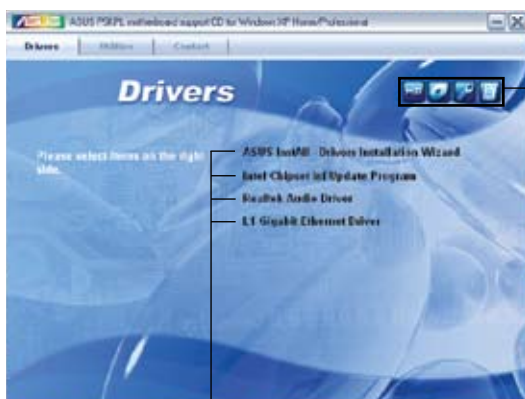 ASUS P5KPL motherboard support CD for Windows XP Home/Professional
Drivers
Utilities
Contact
Drivers
Please select items on the right side.
ASUS InstAll - Drivers Installation Wizard
Intel Chipset Inf Update Program
Realtek Audio Driver
L1 Gigabit Ethernet Driver